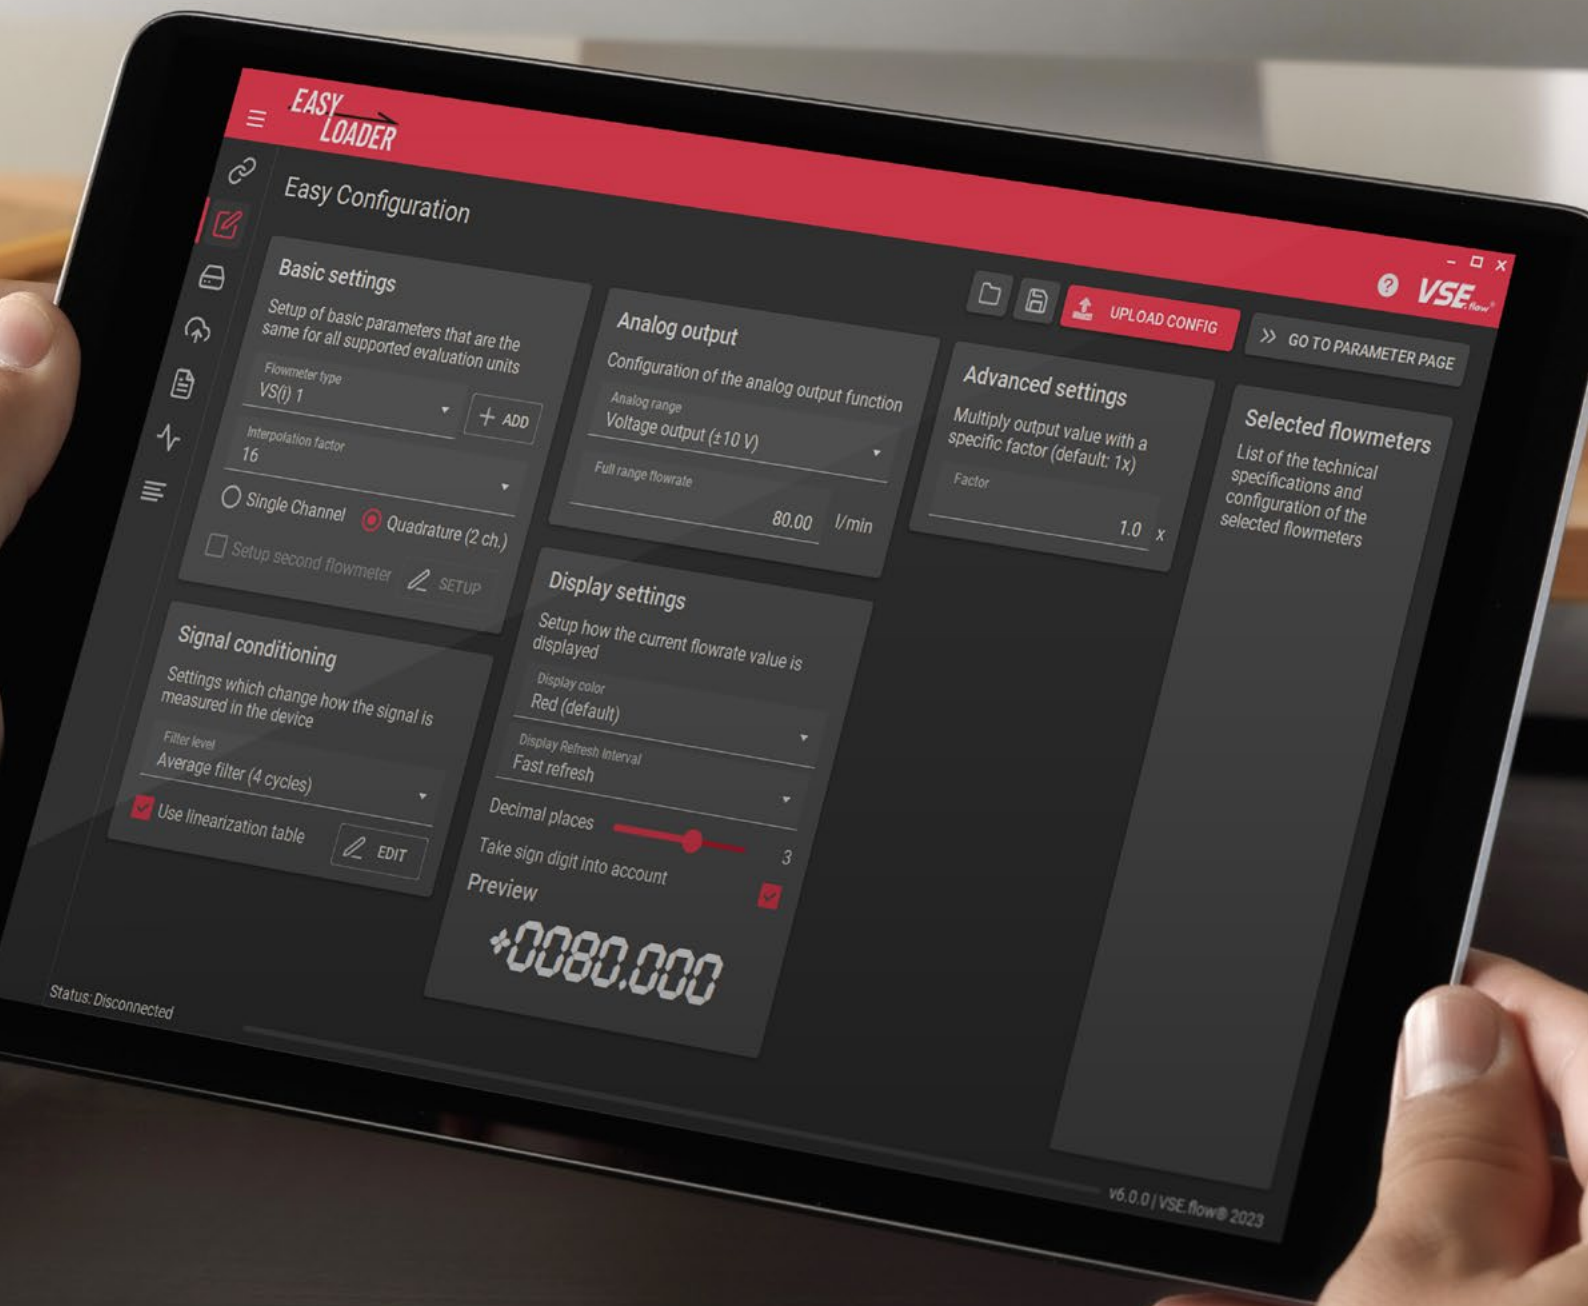 EASY
LOADER
VSE.flow®
Easy Configuration
UPLOAD CONFIG
GO TO PARAMETER PAGE
Basic settings
Setup of basic parameters that are the
same for all supported evaluation units
Flowmeter type
VS(i) 1
ADD
Interpolation factor
16
Single Channel
Quadrature (2 ch.)
Setup second flowmeter
SETUP
Signal conditioning
Settings which change how the signal is
measured in the device
Filter level
Average filter (4 cycles)
Use linearization table
EDIT
Analog output
Configuration of the analog output function
Analog range
Voltage output (±10 V)
Full range flowrate
80.00 l/min
Display settings
Setup how the current flowrate value is
displayed
Display color
Red (default)
Display Refresh Interval
Fast refresh
Decimal places
3
Take sign digit into account
Preview
+0080.000
Advanced settings
Multiply output value with a
specific factor (default: 1x)
Factor
1.0 x
Selected flowmeters
List of the technical
specifications and
configuration of the
selected flowmeters
Status: Disconnected
v6.0.0 | VSE.flow® 2023